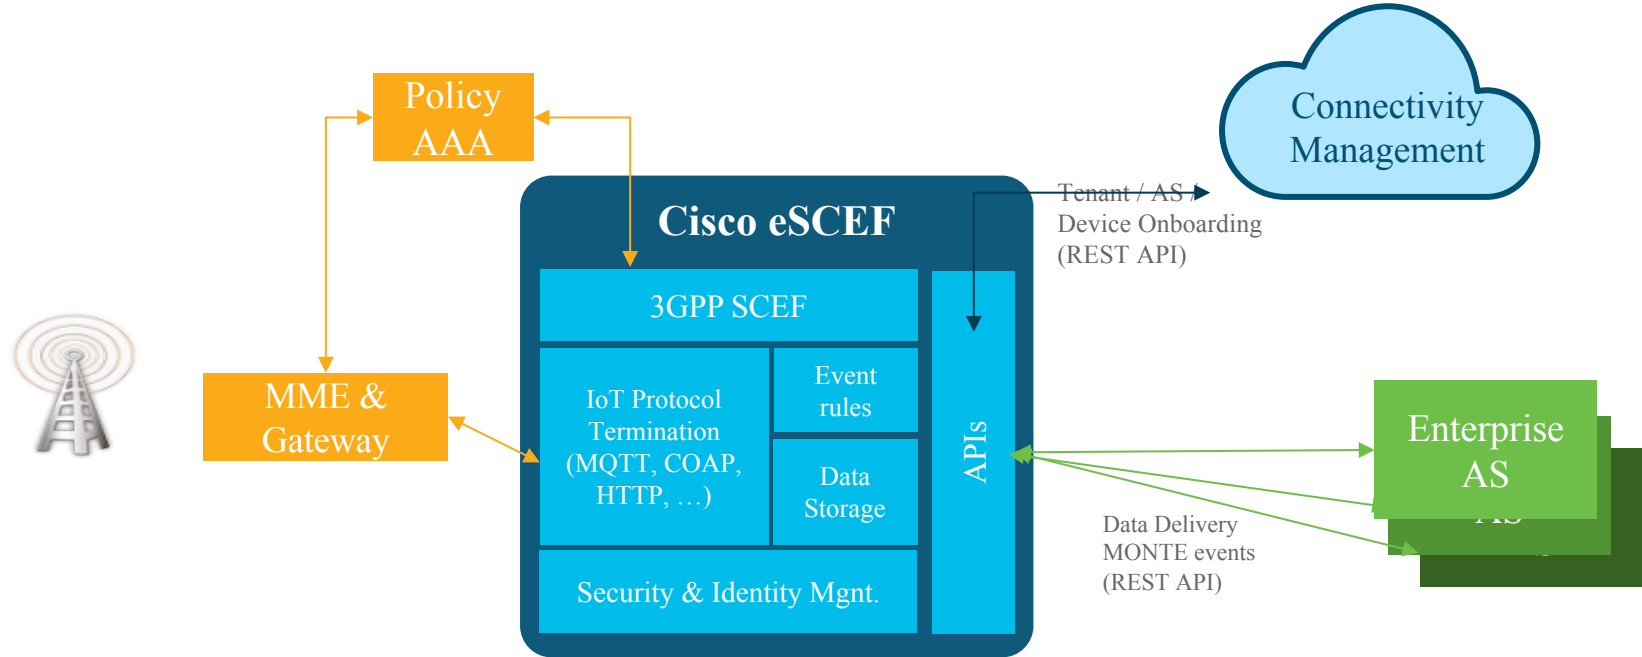 Policy
AAA
Connectivity
Management
Tenant / AS /
Device Onboarding
(REST API)
Cisco eSCEF
3GPP SCEF
MME &
Gateway
IoT Protocol
Termination
(MQTT, COAP,
HTTP, …)
Event
rules
Data
Storage
APIs
Security & Identity Mgnt.
Enterprise
AS
AS
Data Delivery
MONTE events
(REST API)